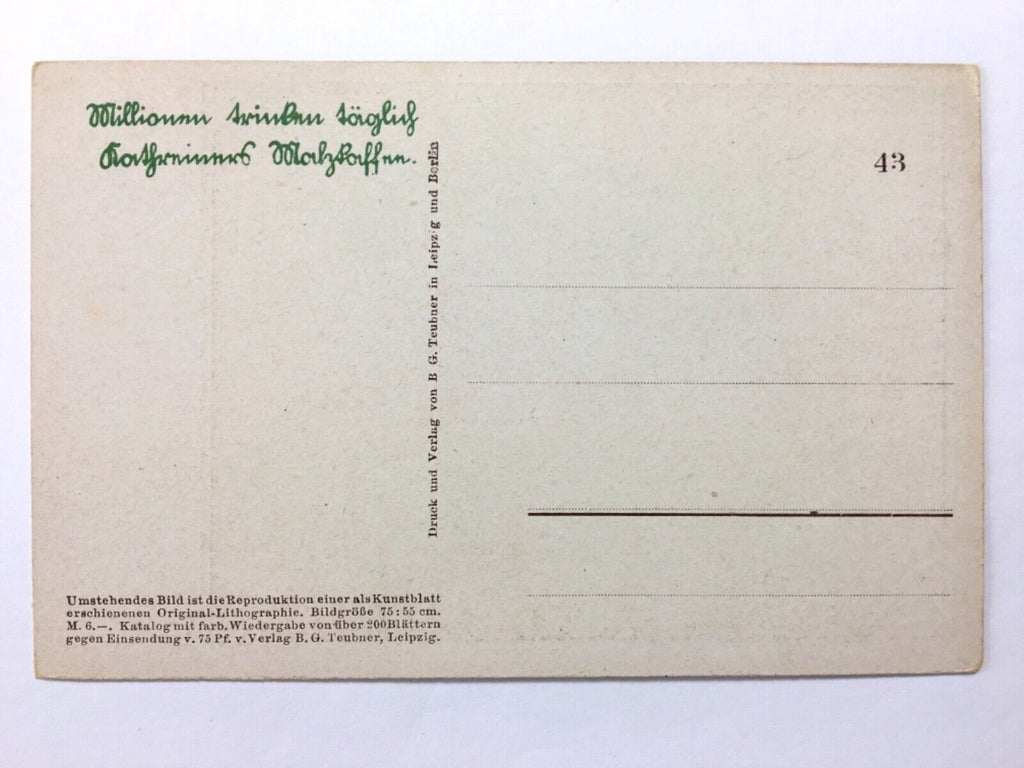 Millionen trinken täglich
Kathreiners Malzkaffee.
43
Druck und Verlag von B G. Teubner in Leipzig und Berlin
Umstehendes Bild ist die Reproduktion einer als Kunstblatt
erschienenen Original-Lithographie. Bildgröße 75:55 cm.
M. 6.—. Katalog mit farb. Wiedergabe von über 200 Blättern
gegen Einsendung v. 75 Pf. v. Verlag B. G. Teubner, Leipzig.